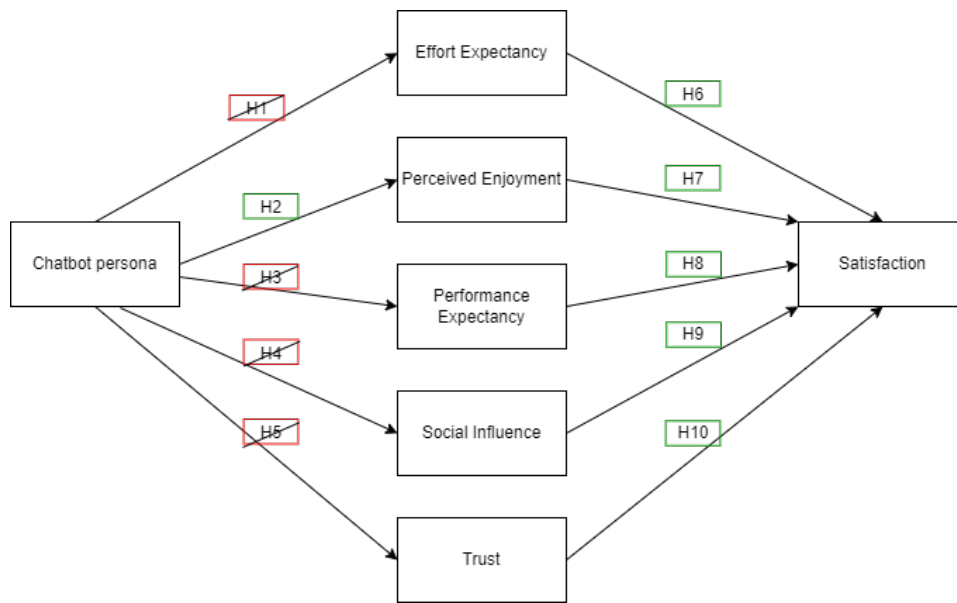 Effort Expectancy
H1
H6
Perceived Enjoyment
H2
H7
Chatbot persona
Satisfaction
H3
H8
Performance
Expectancy
H4
H9
Social Influence
H5
H10
Trust